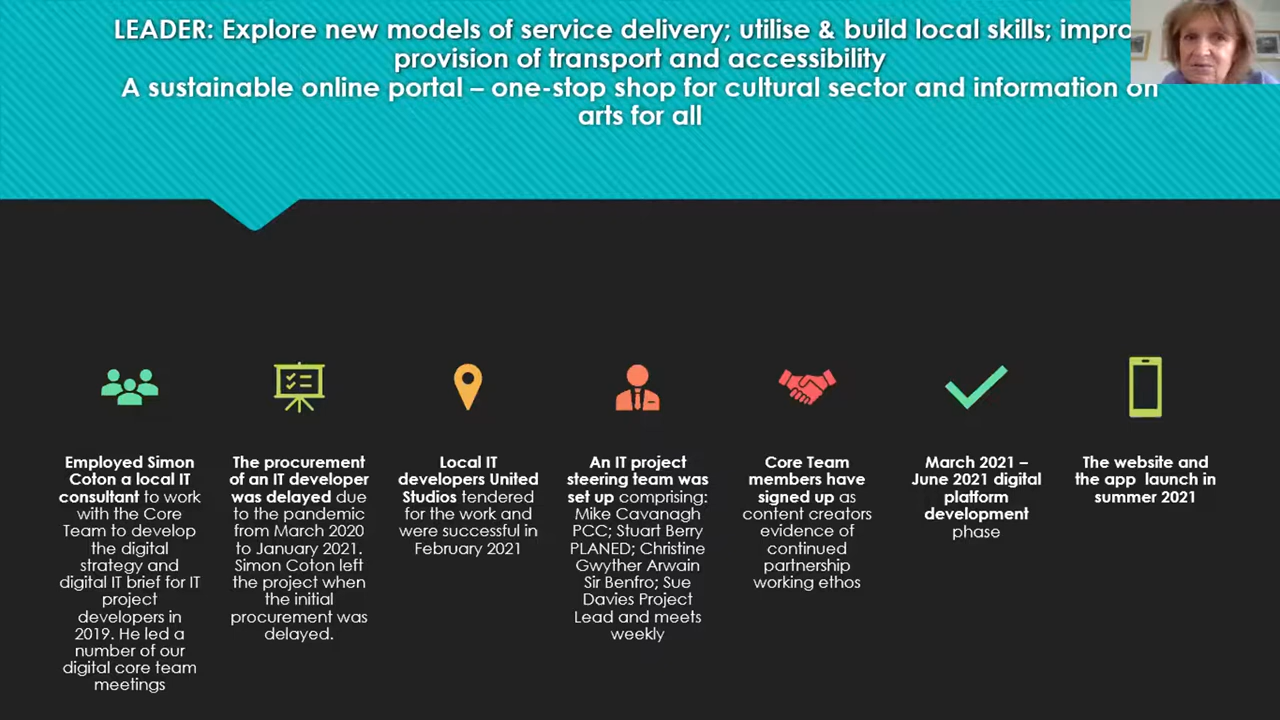 LEADER: Explore new models of service delivery; utilise & build local skills;
provision of transport and accessibility
A sustainable online portal – one-stop shop for cultural sector and information on
arts for all
Employed Simon
Coton a local IT
consultant to work
with the Core
Team to develop
the digital
strategy and
digital IT brief for IT
project
developers in
2019. He led a
number of our
digital core team
meetings
The procurement
of an IT developer
was delayed due
to the pandemic
from March 2020
to January 2021.
Simon Coton left
the project when
the initial
procurement was
delayed.
Local IT
developers United
Studios tendered
for the work and
were successful in
February 2021
An IT project
steering team was
set up comprising:
Mike Cavanagh
PCC; Stuart Berry
PLANED; Christine
Gwyther Arwain
Sir Benfro; Sue
Davies Project
Lead and meets
weekly
Core Team
members have
signed up as
content creators
evidence of
continued
partnership
working ethos
March 2021 –
June 2021 digital
platform
development
phase
The website and
the app launch in
summer 2021